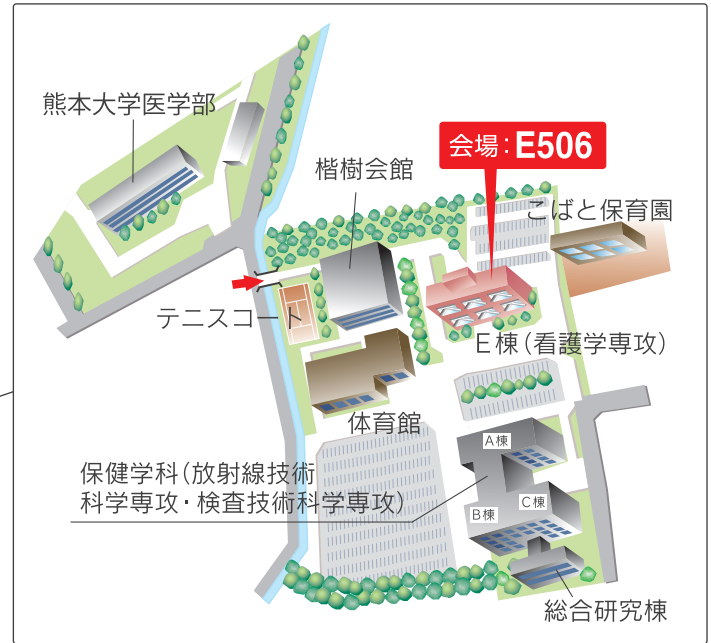 熊本大学医学部
会場:E506
楷樹会館
こばと保育園
テニスコート
E棟(看護学専攻)
体育館
A棟
保健学科(放射線技術
科学専攻・検査技術科学専攻)
C棟
B棟
総合研究棟